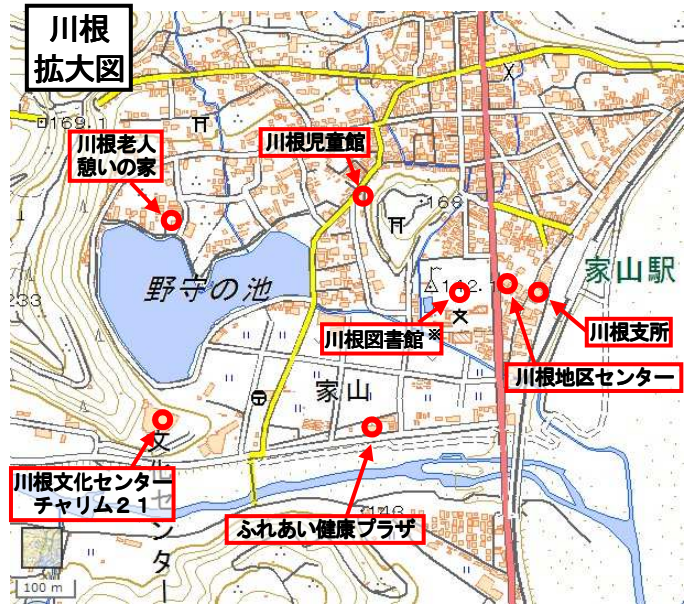 川根
拡大図
169.1
川根老人
憩いの家
川根児童館
168
野守の池
家山駅
233
142.1
川根図書館※
川根支所
川根地区センター
家山
文化センター
川根文化センター
チャリム21
ふれあい健康プラザ
146
100 m